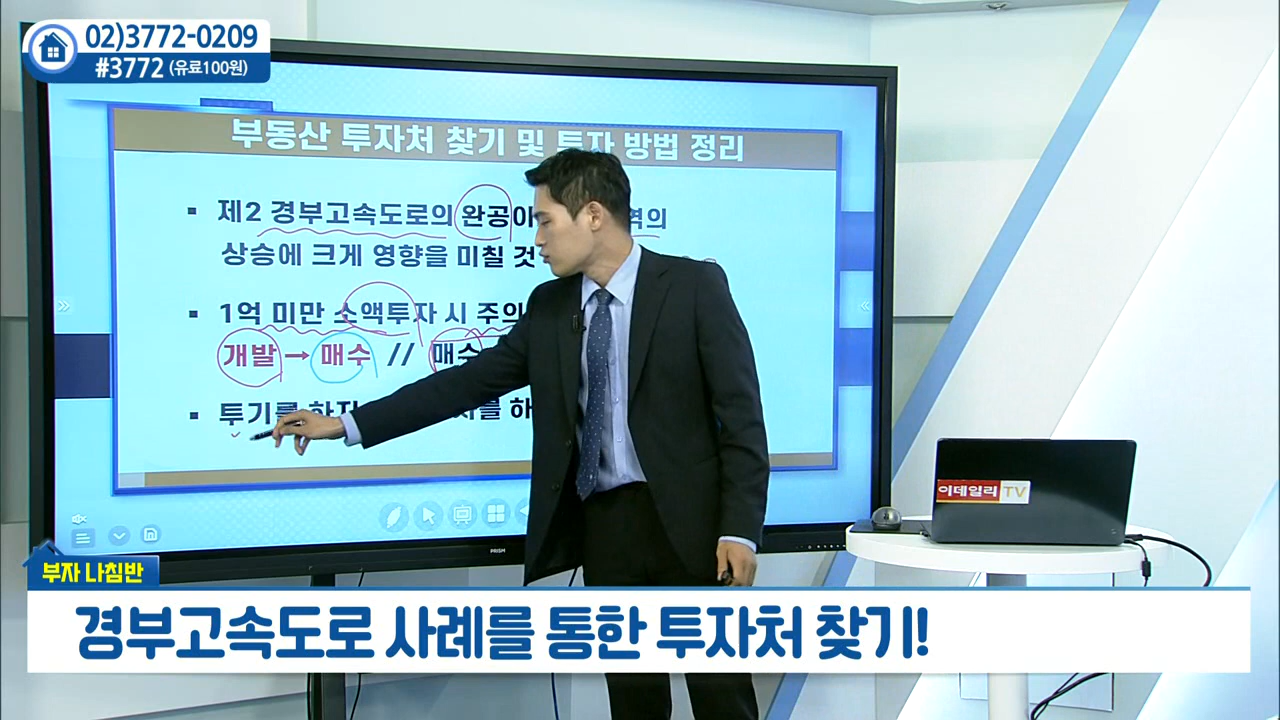 02)3772-0209
#3772 (유료100원)
부동산 투자처 찾기 및 투자 방법 정리
▪ 제2 경부고속도로의 완공이
상승에 크게 영향을 미칠 것
▪ 1억 미만 소액투자 시 주의
개발 → 매수 // 매수
▪ 투기를 하지 를 하
PRISM
이데일리 TV
부자 나침반
경부고속도로 사례를 통한 투자처 찾기!